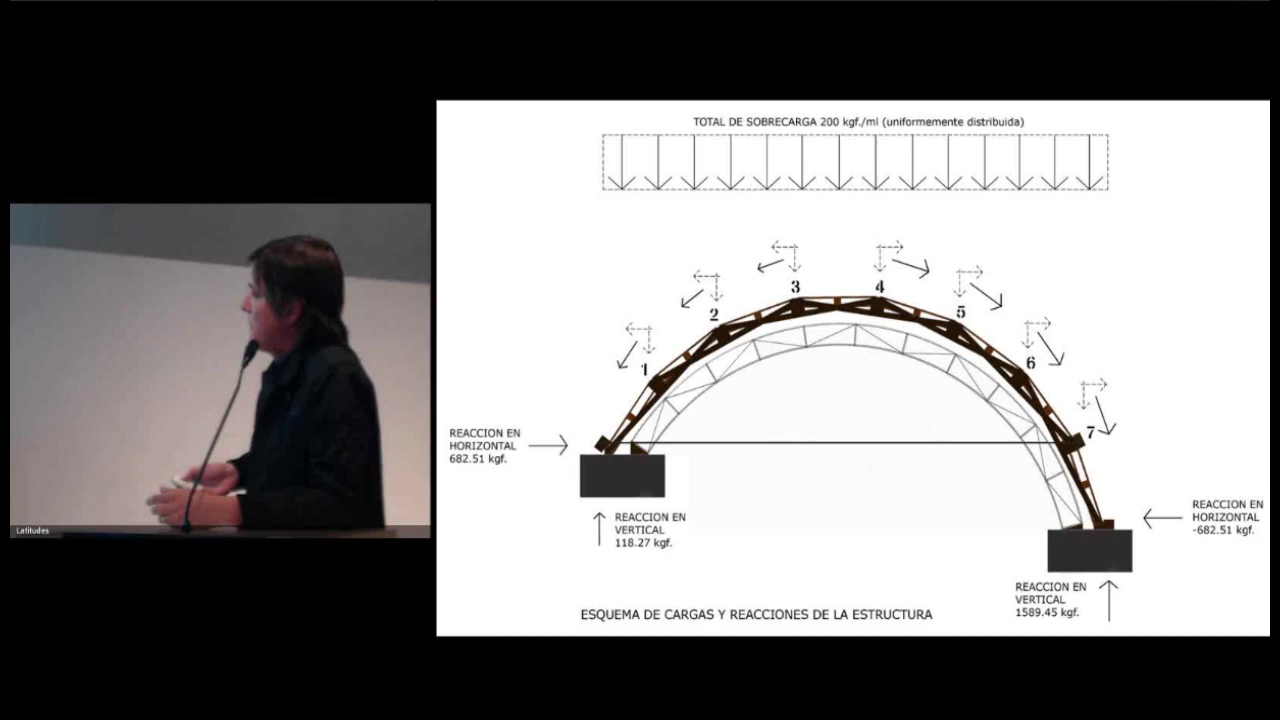 TOTAL DE SOBRECARGA 200 kgf./ml (uniformemente distribuida)
3
4
2
5
1
6
7
REACCION EN
HORIZONTAL
682.51 kgf.
REACCION EN
VERTICAL
118.27 kgf.
REACCION EN
HORIZONTAL
-682.51 kgf.
REACCION EN
VERTICAL
1589.45 kgf.
ESQUEMA DE CARGAS Y REACCIONES DE LA ESTRUCTURA
Latitudes